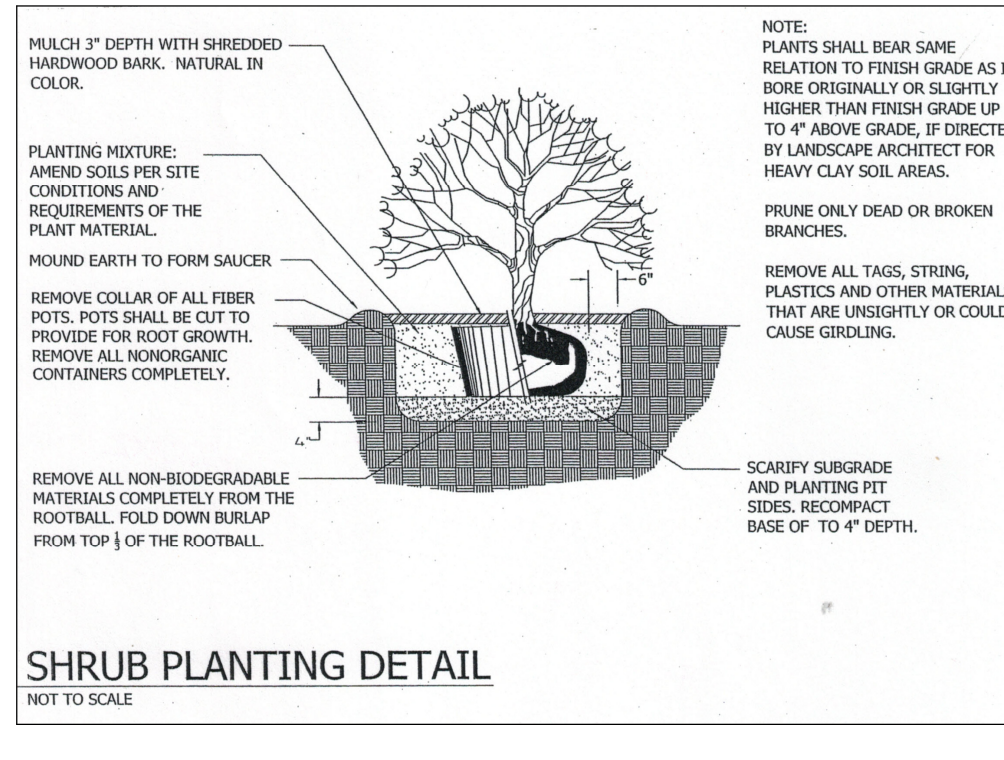 MULCH 3" DEPTH WITH SHREDDED
HARDWOOD BARK. NATURAL IN
COLOR.
PLANTING MIXTURE:
AMEND SOILS PER SITE
CONDITIONS AND
REQUIREMENTS OF THE
PLANT MATERIAL.
MOUND EARTH TO FORM SAUCER
REMOVE COLLAR OF ALL FIBER
POTS. POTS SHALL BE CUT TO
PROVIDE FOR ROOT GROWTH.
REMOVE ALL NONORGANIC
CONTAINERS COMPLETELY.
4"
REMOVE ALL NON-BIODEGRADABLE
MATERIALS COMPLETELY FROM THE
ROOTBALL. FOLD DOWN BURLAP
FROM TOP 1/3 OF THE ROOTBALL.
6"
NOTE:
PLANTS SHALL BEAR SAME
RELATION TO FINISH GRADE AS
BORE ORIGINALLY OR SLIGHTLY
HIGHER THAN FINISH GRADE UP
TO 4" ABOVE GRADE, IF DIRECTE
BY LANDSCAPE ARCHITECT FOR
HEAVY CLAY SOIL AREAS.
PRUNE ONLY DEAD OR BROKEN
BRANCHES.
REMOVE ALL TAGS, STRING,
PLASTICS AND OTHER MATERIAL
THAT ARE UNSIGHTLY OR COULD
CAUSE GIRDLING.
SCARIFY SUBGRADE
AND PLANTING PIT
SIDES. RECOMPACT
BASE OF TO 4" DEPTH.
SHRUB PLANTING DETAIL
NOT TO SCALE